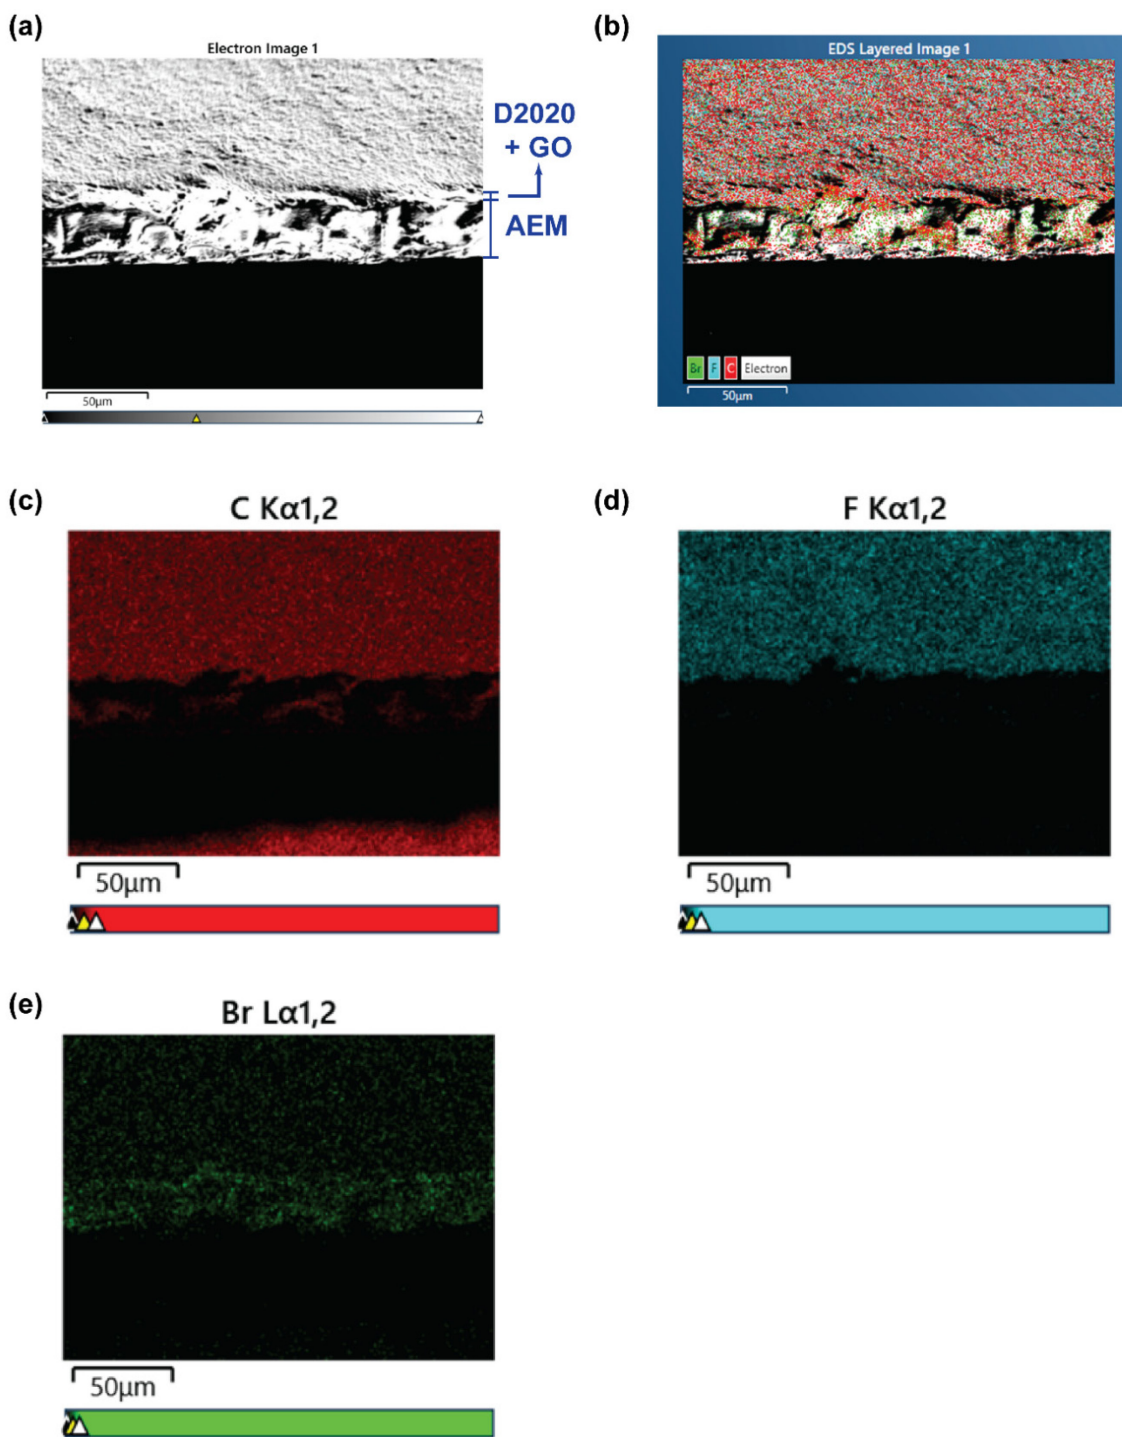 (a)
Electron Image 1
D2020
+ GO
AEM
50μm
(b)
EDS Layered Image 1
Br F C Electron
50μm
(c)
C Kα1,2
50μm
(d)
F Kα1,2
50μm
(e)
Br Lα1,2
50μm